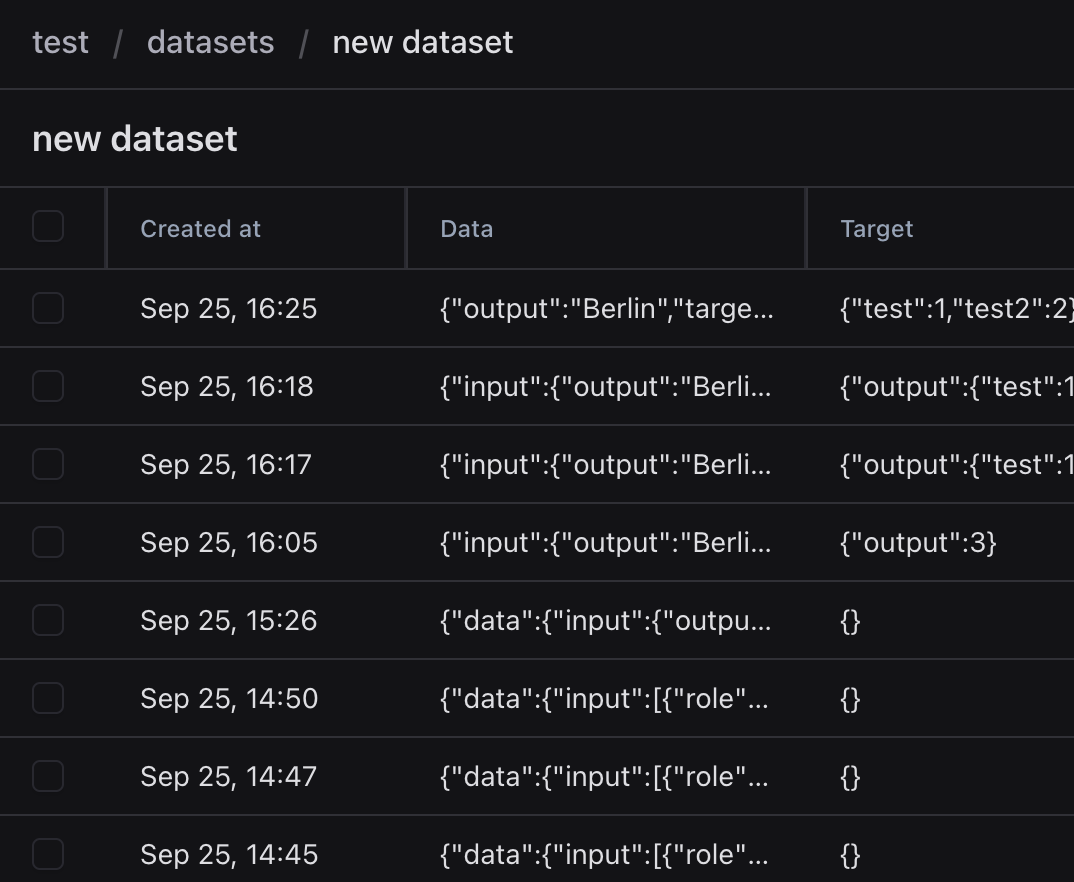 test / datasets / new dataset
new dataset
Created at Data Target
Sep 25, 16:25 {"output":"Berlin","targe... {"test":1,"test2":2}
Sep 25, 16:18 {"input":{"output":"Berli... {"output":{"test":1
Sep 25, 16:17 {"input":{"output":"Berli... {"output":{"test":1
Sep 25, 16:05 {"input":{"output":"Berli... {"output":3}
Sep 25, 15:26 {"data":{"input":{"outpu... {}
Sep 25, 14:50 {"data":{"input":[{"role"... {}
Sep 25, 14:47 {"data":{"input":[{"role"... {}
Sep 25, 14:45 {"data":{"input":[{"role"... {}